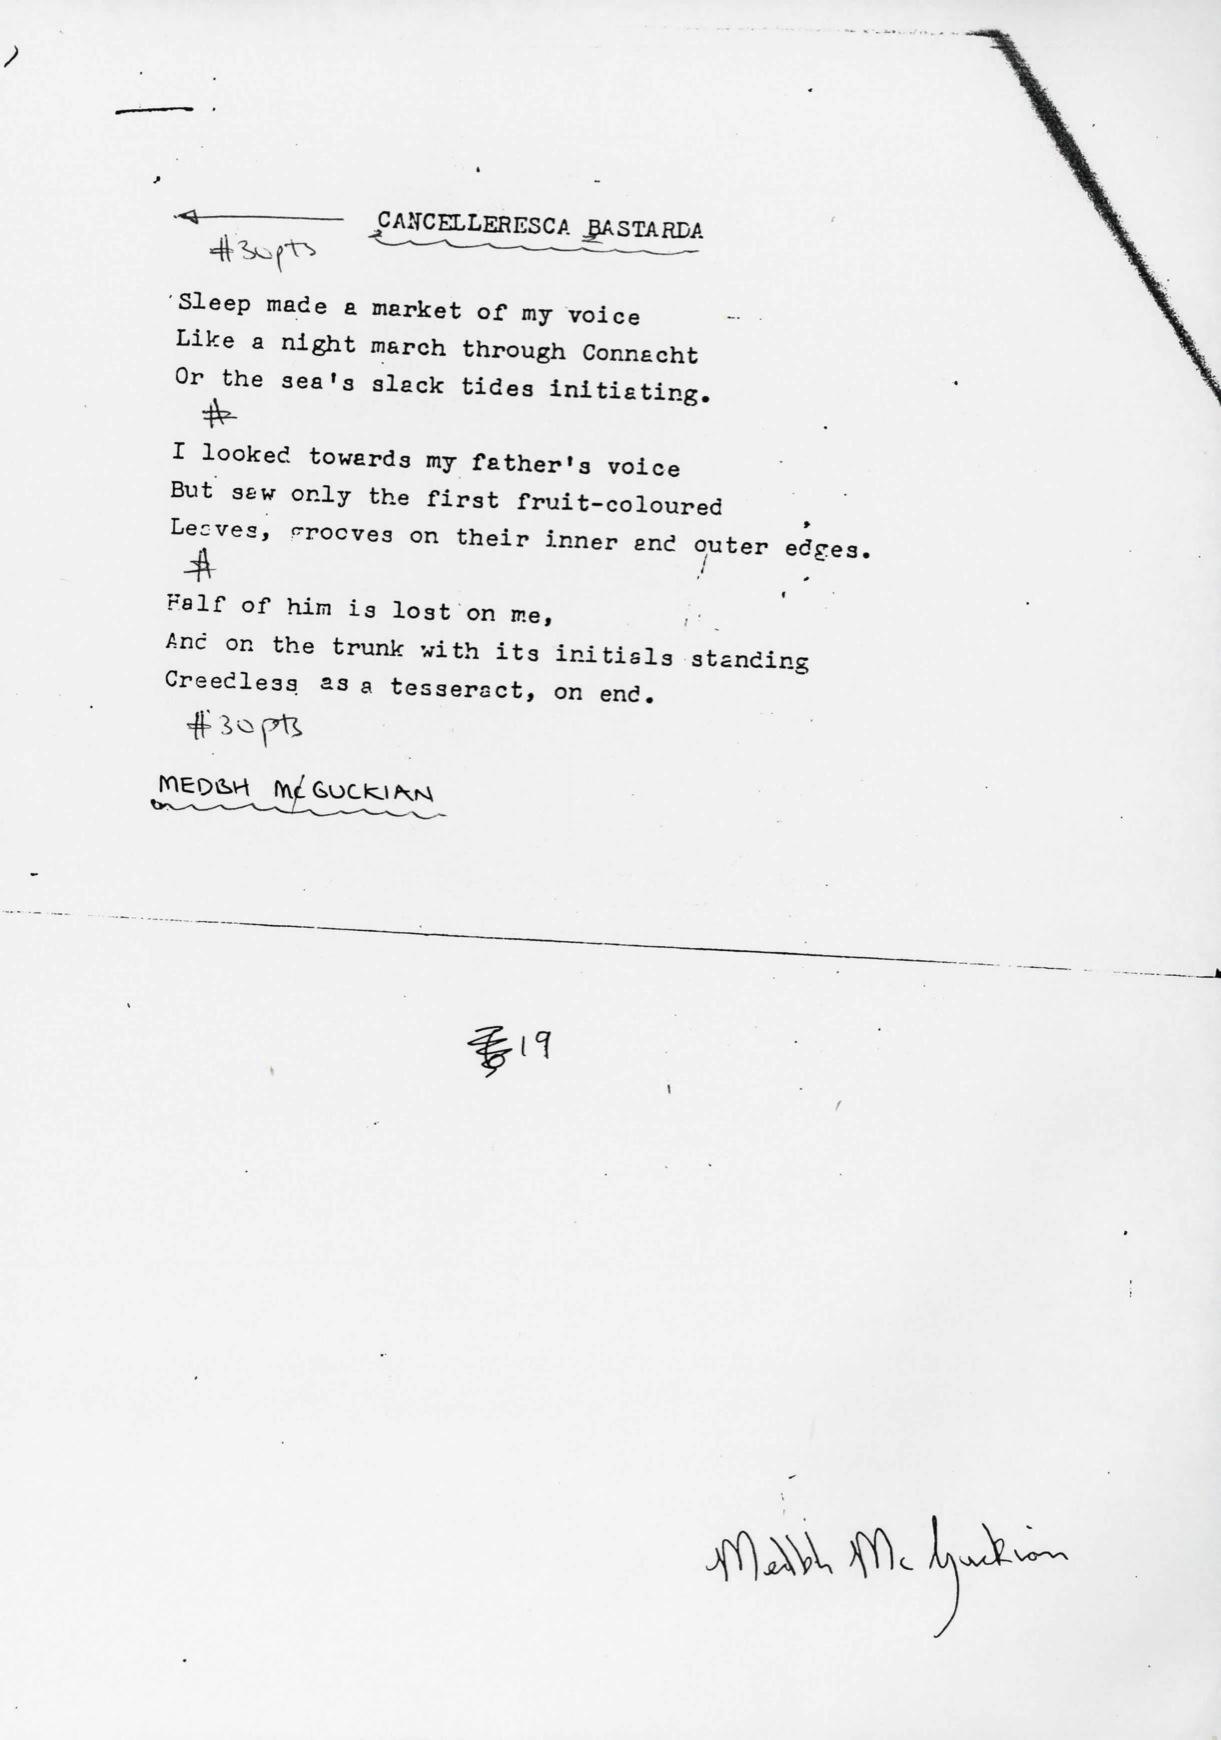 CANCELLERESCA BASTARDA
#30pts
Sleep made a market of my voice
Like a night march through Connacht
Or the sea's slack tides initiating.
#
I looked towards my father's voice
But saw only the first fruit-coloured
Leaves, grooves on their inner and outer edges.
#
Half of him is lost on me,
And on the trunk with its initials standing
Creedless as a tesseract, on end.
#30pts
MEDBH McGUCKIAN
19
Medbh Mc Guckian